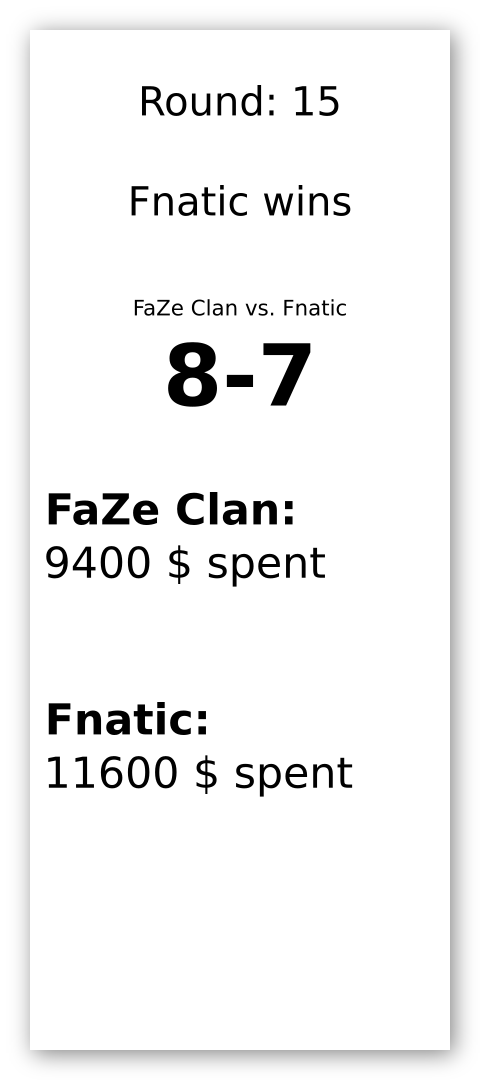 Round: 15
Fnatic wins
FaZe Clan vs. Fnatic
8-7
FaZe Clan:
9400 $ spent
Fnatic:
11600 $ spent